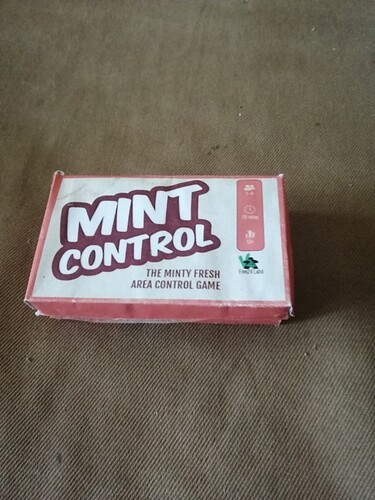 MINT
CONTROL
THE MINTY FRESH
AREA CONTROL GAME